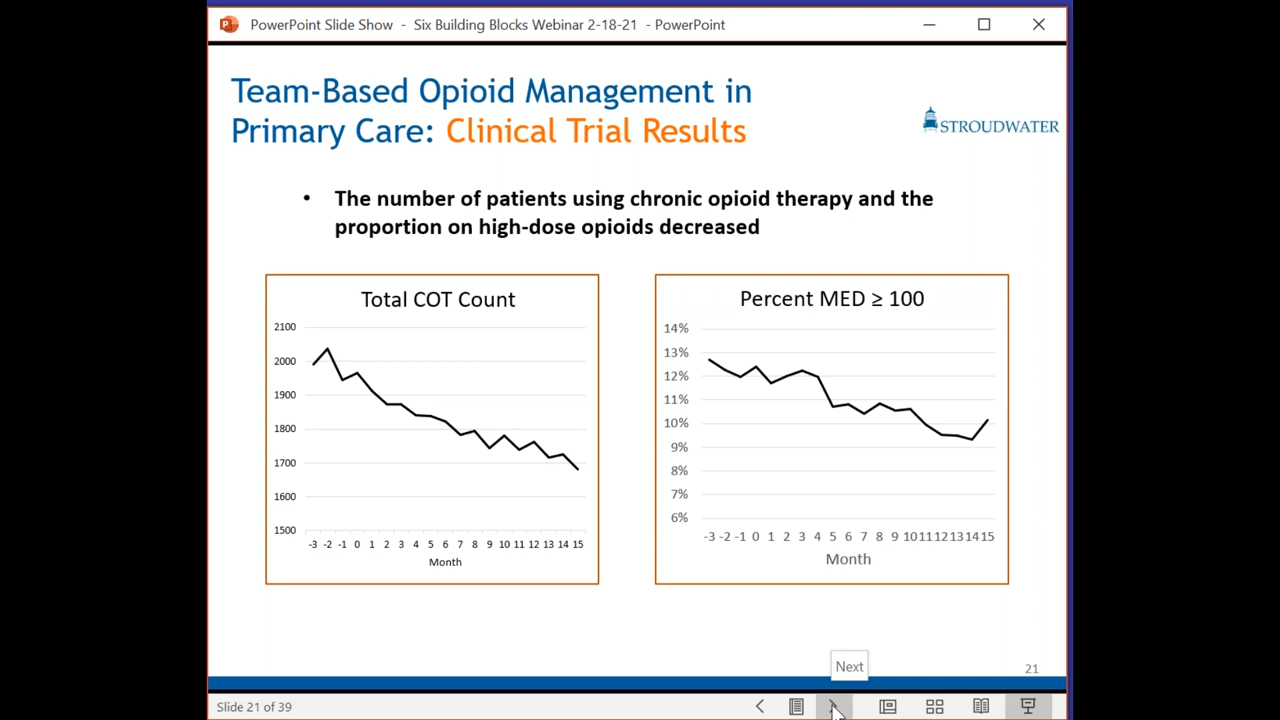 PowerPoint Slide Show - Six Building Blocks Webinar 2-18-21 - PowerPoint
Team-Based Opioid Management in
Primary Care: Clinical Trial Results
STROUDWATER
• The number of patients using chronic opioid therapy and the
proportion on high-dose opioids decreased
Total COT Count
2100
2000
1900
1800
1700
1600
1500
-3 -2 -1 0 1 2 3 4 5 6 7 8 9 10 11 12 13 14 15
Month
Percent MED ≥ 100
14%
13%
12%
11%
10%
9%
8%
7%
6%
-3 -2 -1 0 1 2 3 4 5 6 7 8 9 10 11 12 13 14 15
Month
Next
21
Slide 21 of 39